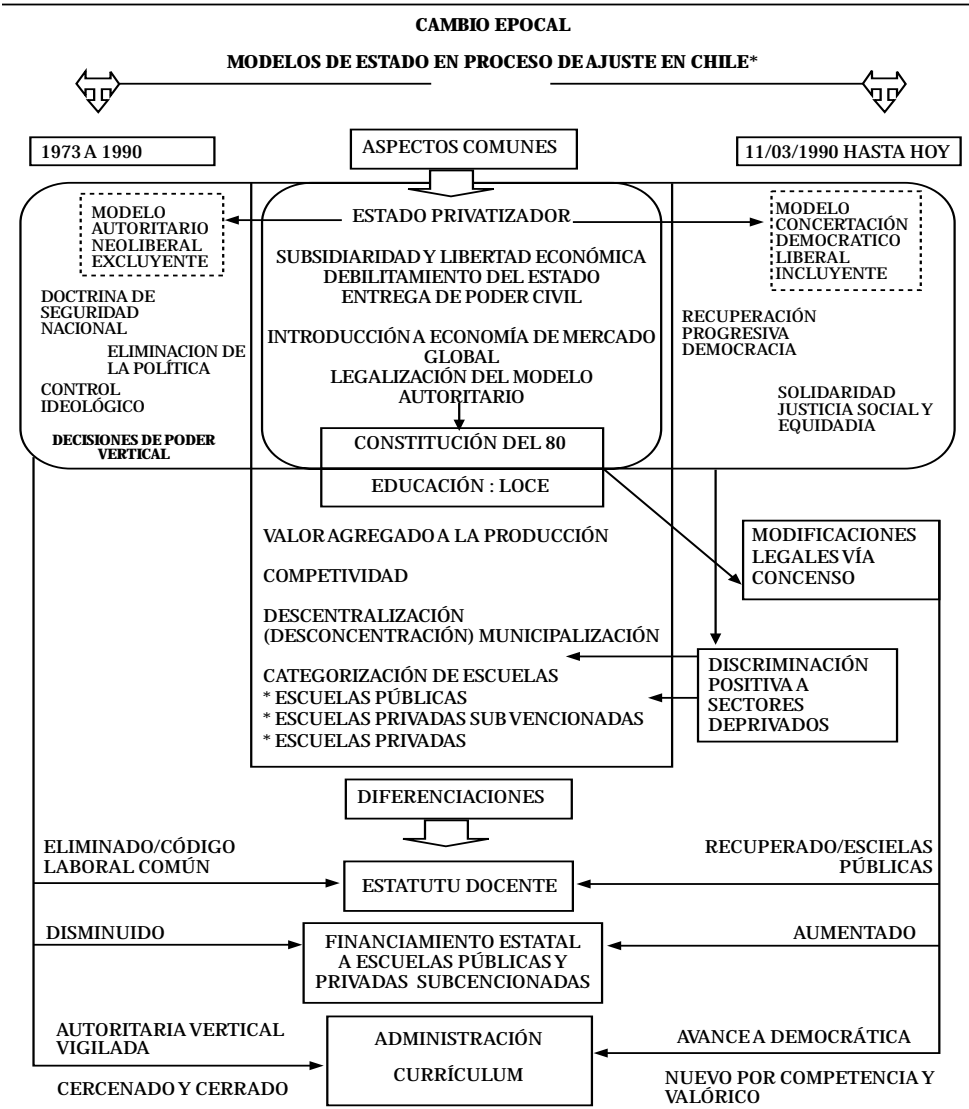 CAMBIO EPOCAL
MODELOS DE ESTADO EN PROCESO DE AJUSTE EN CHILE*
1973 A 1990
ASPECTOS COMUNES
11/03/1990 HASTA HOY
MODELO
AUTORITARIO
NEOLIBERAL
EXCLUYENTE
DOCTRINA DE
SEGURIDAD
NACIONAL
ELIMINACION DE
LA POLÍTICA
CONTROL
IDEOLÓGICO
DECISIONES DE PODER
VERTICAL
ESTADO PRIVATIZADOR
SUBSIDIARIDAD Y LIBERTAD ECONÓMICA
DEBILITAMIENTO DEL ESTADO
ENTREGA DE PODER CIVIL
INTRODUCCIÓN A ECONOMÍA DE MERCADO
GLOBAL
LEGALIZACIÓN DEL MODELO
AUTORITARIO
CONSTITUCIÓN DEL 80
EDUCACIÓN : LOCE
MODELO
CONCERTACIÓN
DEMOCRATICO
LIBERAL
INCLUYENTE
RECUPERACIÓN
PROGRESIVA
DEMOCRACIA
SOLIDARIDAD
JUSTICIA SOCIAL Y
EQUIDADIA
VALOR AGREGADO A LA PRODUCCIÓN
COMPETIVIDAD
DESCENTRALIZACIÓN
(DESCONCENTRACIÓN) MUNICIPALIZACIÓN
CATEGORIZACIÓN DE ESCUELAS
* ESCUELAS PÚBLICAS
* ESCUELAS PRIVADAS SUB VENCIONADAS
* ESCUELAS PRIVADAS
MODIFICACIONES
LEGALES VÍA
CONCENSO
DISCRIMINACIÓN
POSITIVA A
SECTORES
DEPRIVADOS
DIFERENCIACIONES
ELIMINADO/CÓDIGO
LABORAL COMÚN
ESTATUTU DOCENTE
RECUPERADO/ESCIELAS
PÚBLICAS
DISMINUIDO
FINANCIAMIENTO ESTATAL
A ESCUELAS PÚBLICAS Y
PRIVADAS SUBCENCIONADAS
AUMENTADO
AUTORITARIA VERTICAL
VIGILADA
CERCENADO Y CERRADO
ADMINISTRACIÓN
CURRÍCULUM
AVANCE A DEMOCRÁTICA
NUEVO POR COMPETENCIA Y
VALÓRICO